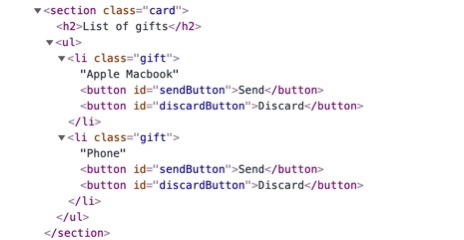 <section class="card">
<h2>List of gifts</h2>
<ul>
<li class="gift">
"Apple Macbook"
<button id="sendButton">Send</button>
<button id="discardButton">Discard</button>
</li>
<li class="gift">
"Phone"
<button id="sendButton">Send</button>
<button id="discardButton">Discard</button>
</li>
</ul>
</section>